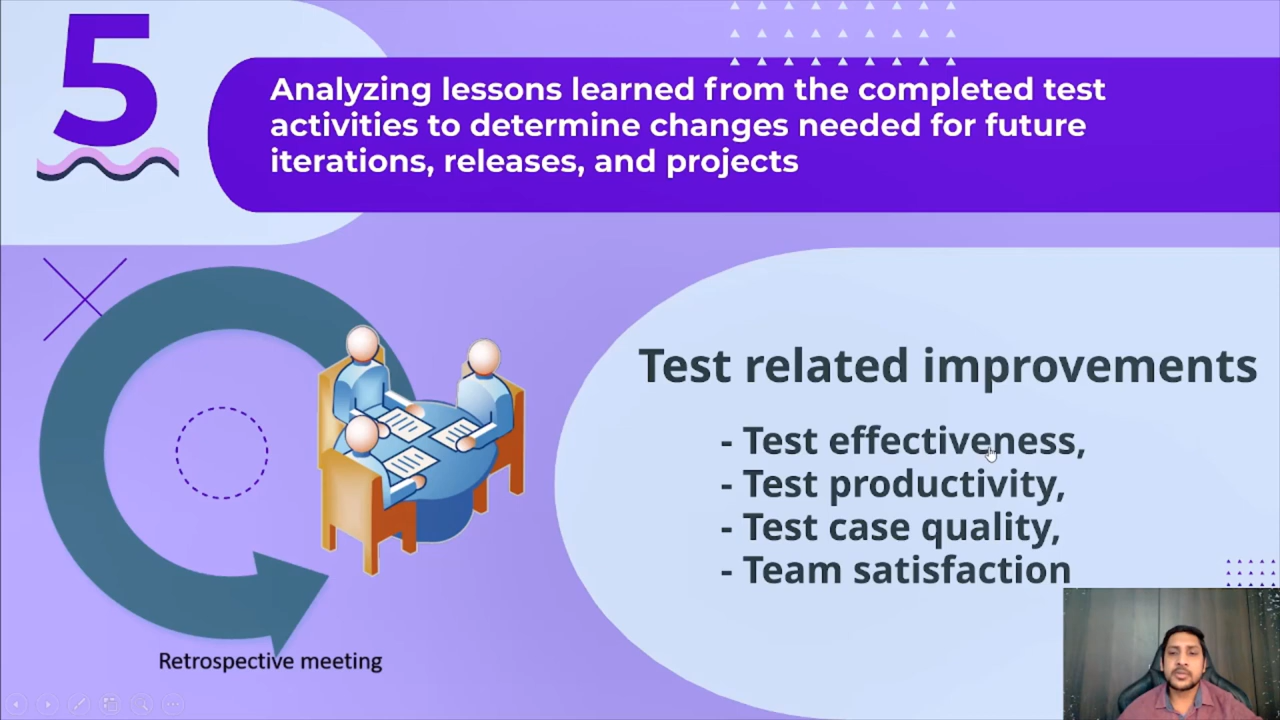 5
Analyzing lessons learned from the completed test
activities to determine changes needed for future
iterations, releases, and projects
Test related improvements
- Test effectiveness,
- Test productivity,
- Test case quality,
- Team satisfaction
Retrospective meeting